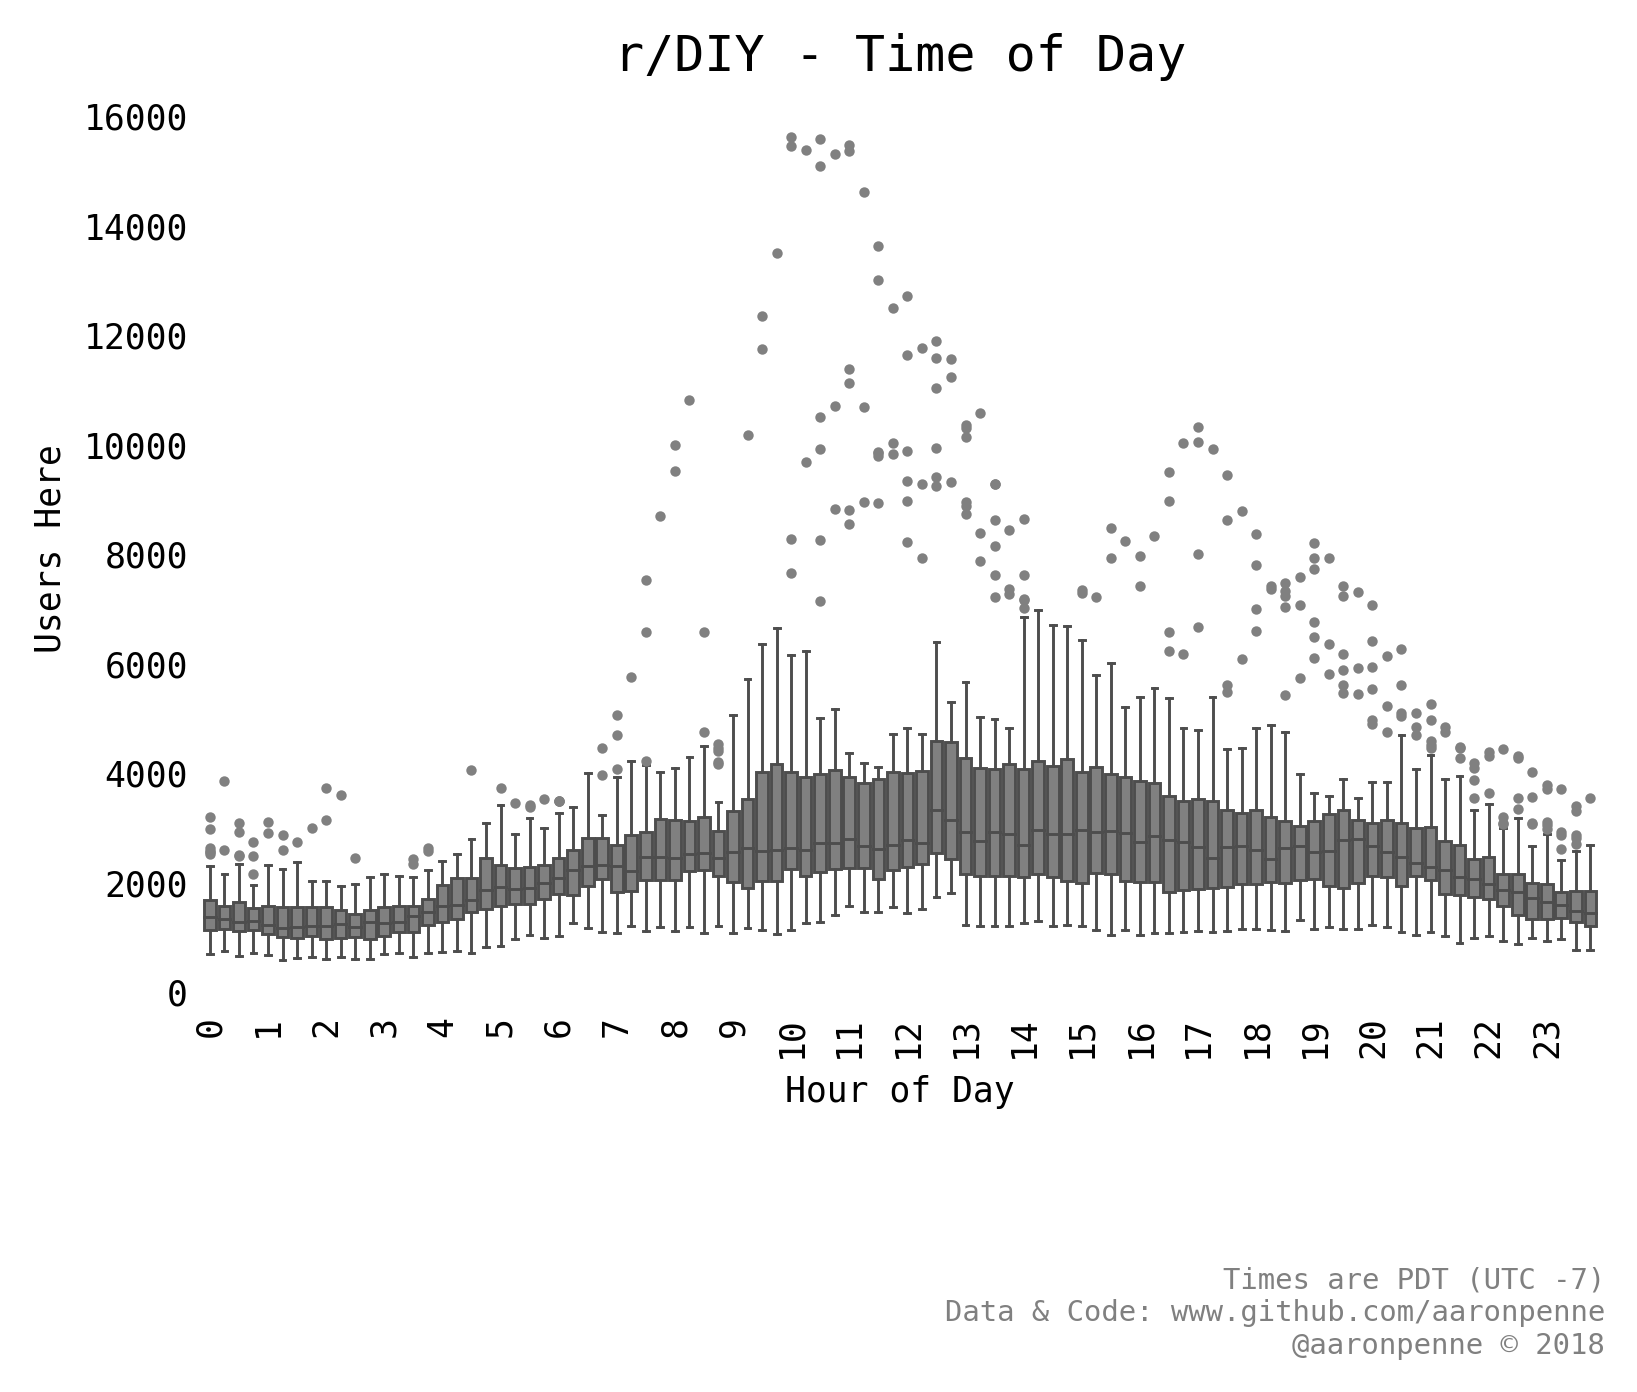 r/DIY - Time of Day
16000
14000
12000
10000
8000
6000
4000
2000
0
Users Here
0 1 2 3 4 5 6 7 8 9 10 11 12 13 14 15 16 17 18 19 20 21 22 23
Hour of Day
Times are PDT (UTC -7)
Data & Code: www.github.com/aaronpenne
@aaronpenne © 2018